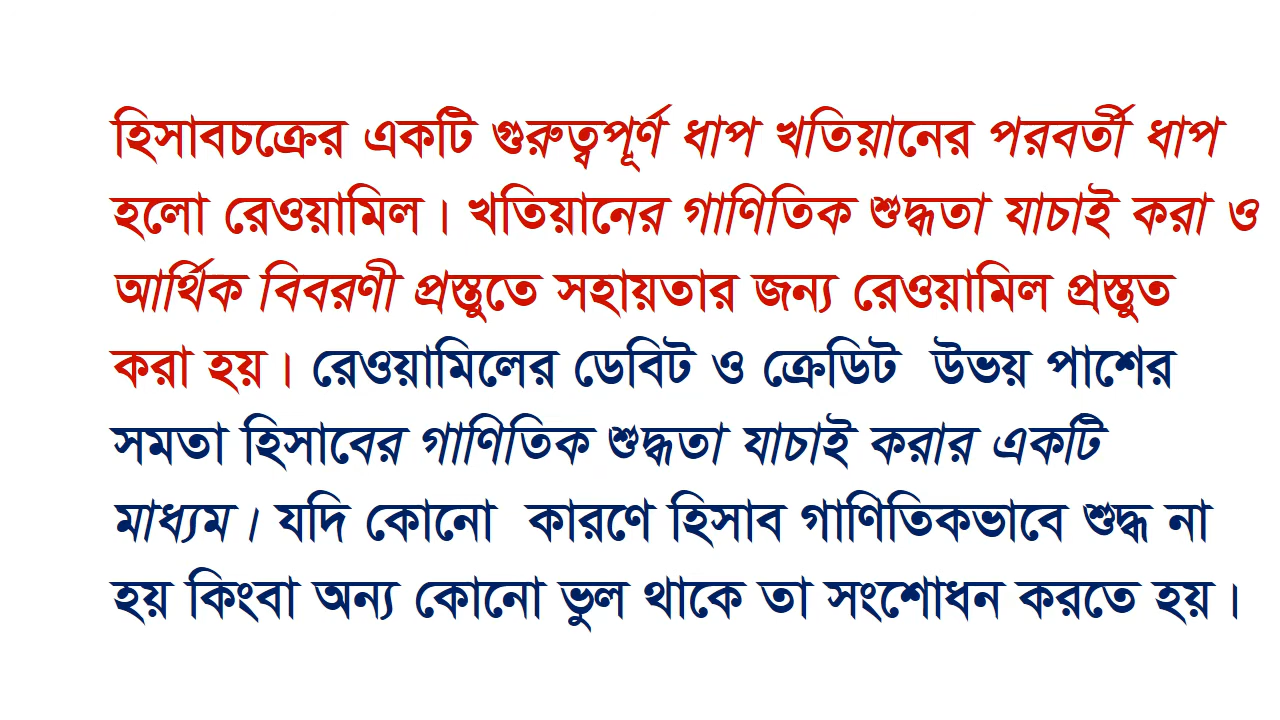 হিসাবচক্রের একটি গুরুত্বপূর্ণ ধাপ খতিয়ানের পরবর্তী ধাপ
হলো রেওয়ামিল। খতিয়ানের গাণিতিক শুদ্ধতা যাচাই করা ও
আর্থিক বিবরণী প্রস্তুতে সহায়তার জন্য রেওয়ামিল প্রস্তুত
করা হয়। রেওয়ামিলের ডেবিট ও ক্রেডিট উভয় পাশের
সমতা হিসাবের গাণিতিক শুদ্ধতা যাচাই করার একটি
মাধ্যম। যদি কোনো কারণে হিসাব গাণিতিকভাবে শুদ্ধ না
হয় কিংবা অন্য কোনো ভুল থাকে তা সংশোধন করতে হয়।